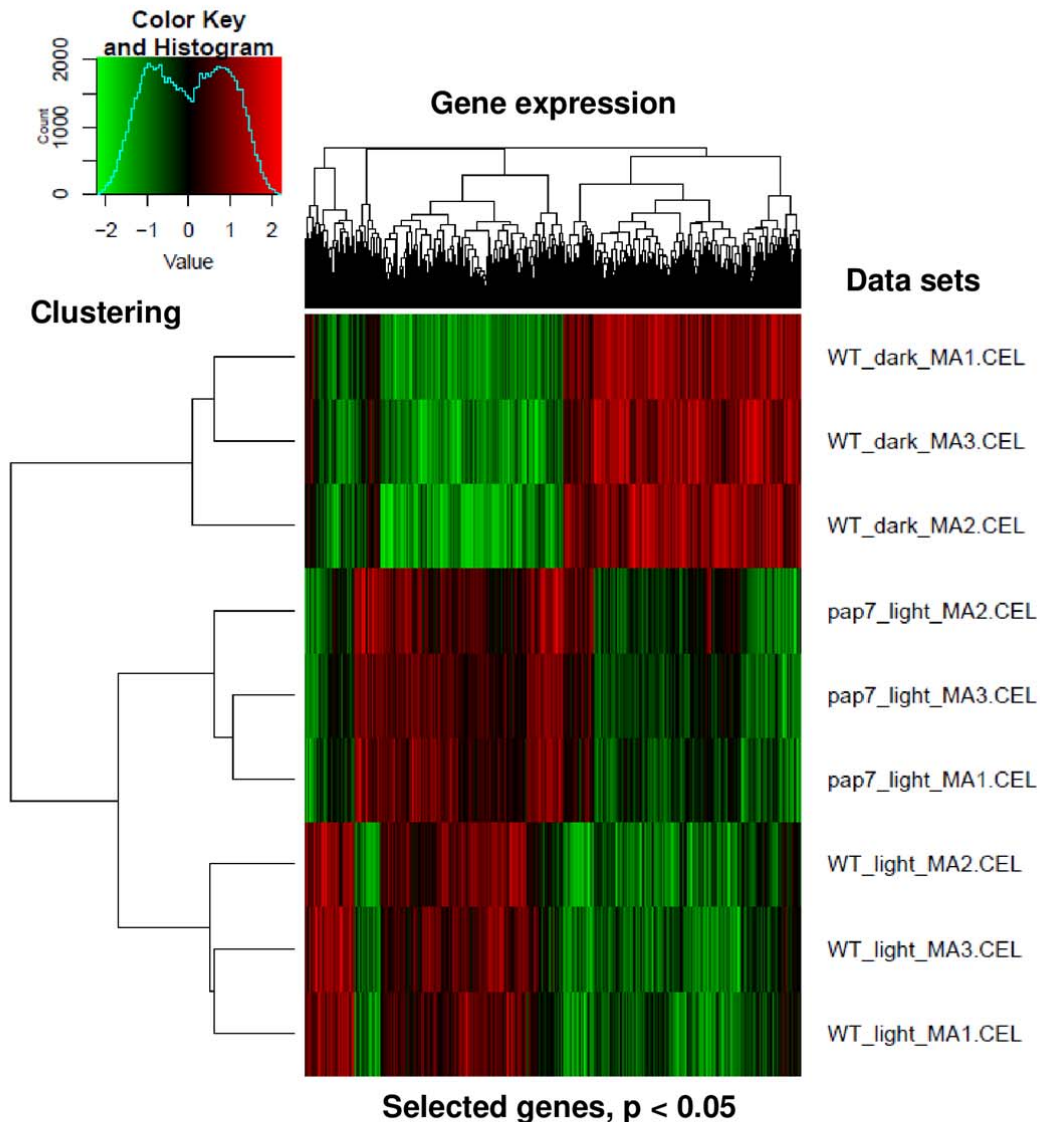 Color Key
and Histogram
Count
0 1000 2000
−2 −1 0 1 2
Value
Gene expression
Data sets
Clustering
WT_dark_MA1.CEL
WT_dark_MA3.CEL
WT_dark_MA2.CEL
pap7_light_MA2.CEL
pap7_light_MA3.CEL
pap7_light_MA1.CEL
WT_light_MA2.CEL
WT_light_MA3.CEL
WT_light_MA1.CEL
Selected genes, p < 0.05